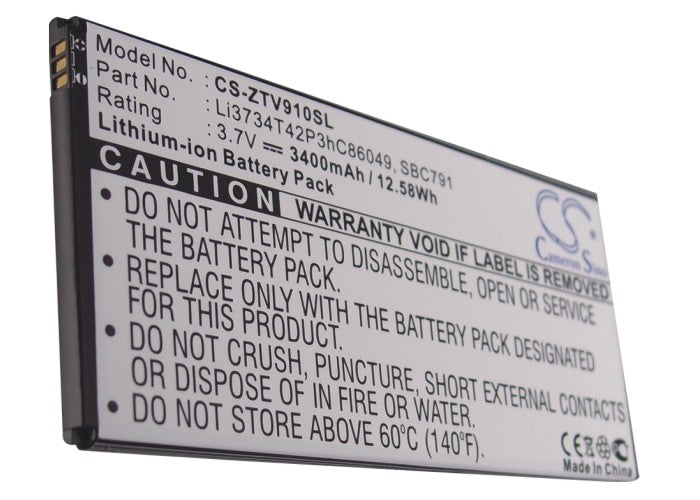 Model No. : CS-ZTV910SL
Part No. : Li3734T42P3hC86049, SBC791
Rating : 3.7V 3400mAh / 12.58Wh
Lithium-ion Battery Pack
CAUTION
WARRANTY VOID IF LABEL IS REMOVED.
DO NOT ATTEMPT TO DISASSEMBLE, OPEN OR SERVICE
THE BATTERY PACK.
REPLACE ONLY WITH THE BATTERY PACK DESIGNATED
FOR THIS PRODUCT.
DO NOT CRUSH, PUNCTURE, SHORT EXTERNAL CONTACTS,
OR DISPOSE OF IN FIRE OR WATER.
DO NOT STORE ABOVE 60°C (140°F)
CS
Cameron Sino
CE
Made In China